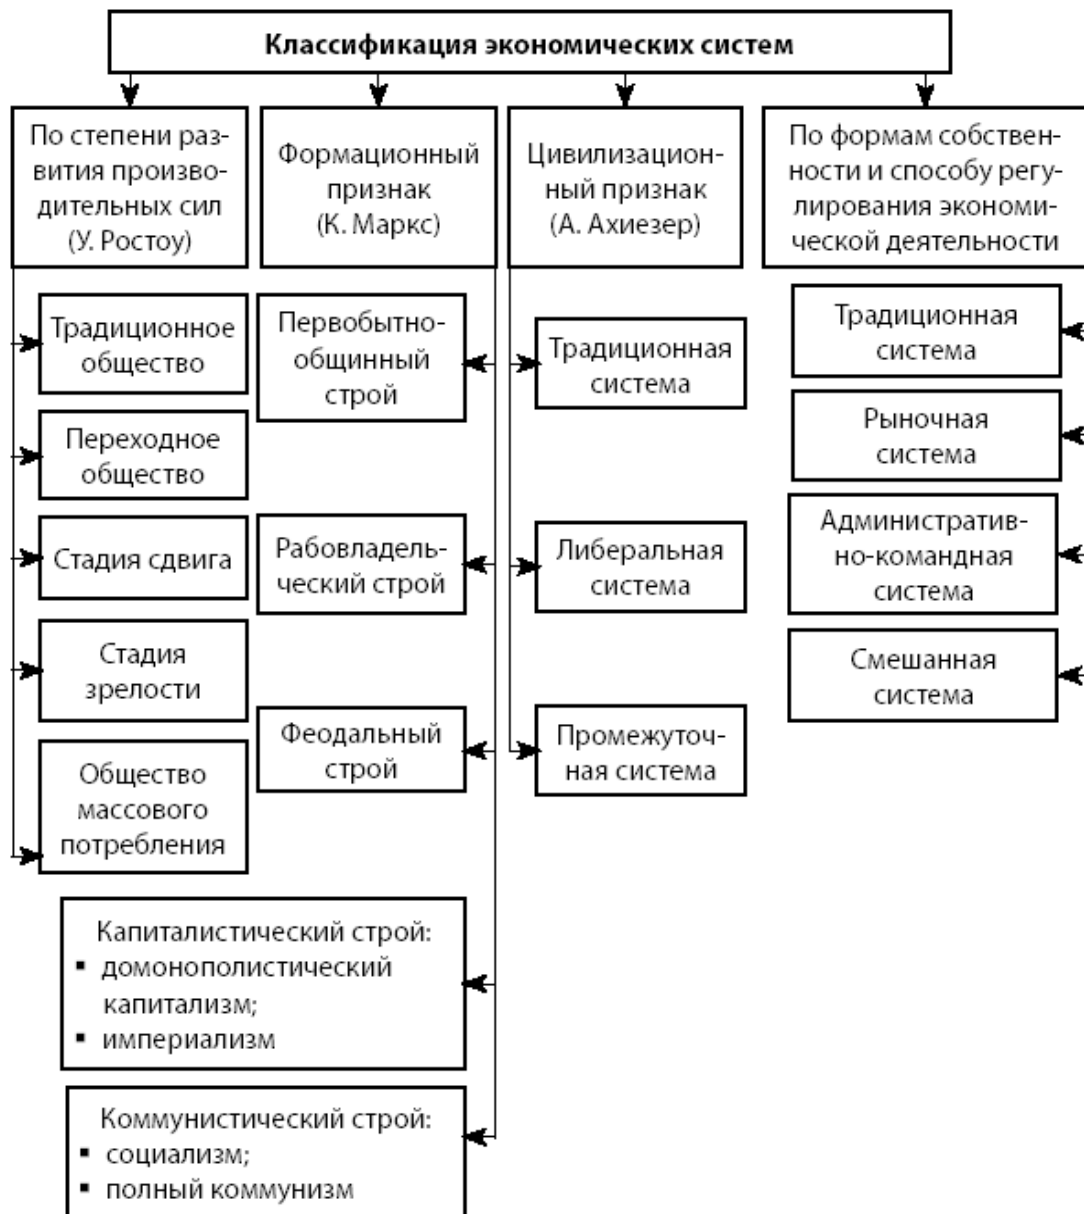 Классификация экономических систем
По степени раз-
вития произво-
дительных сил
(У. Ростоу)
Традиционное
общество
Переходное
общество
Стадия сдвига
Стадия
зрелости
Общество
массового
потребления
Формационный
признак
(К. Маркс)
Первобытно-
общинный
строй
Рабовладель-
ческий строй
Феодальный
строй
Капиталистический строй:
▪ домонополистический
капитализм;
▪ империализм
Коммунистический строй:
▪ социализм;
▪ полный коммунизм
Цивилизацион-
ный признак
(А. Ахиезер)
Традиционная
система
Либеральная
система
Промежуточ-
ная система
По формам собствен-
ности и способу регу-
лирования экономи-
ческой деятельности
Традиционная
система
Рыночная
система
Административ-
но-командная
система
Смешанная
система